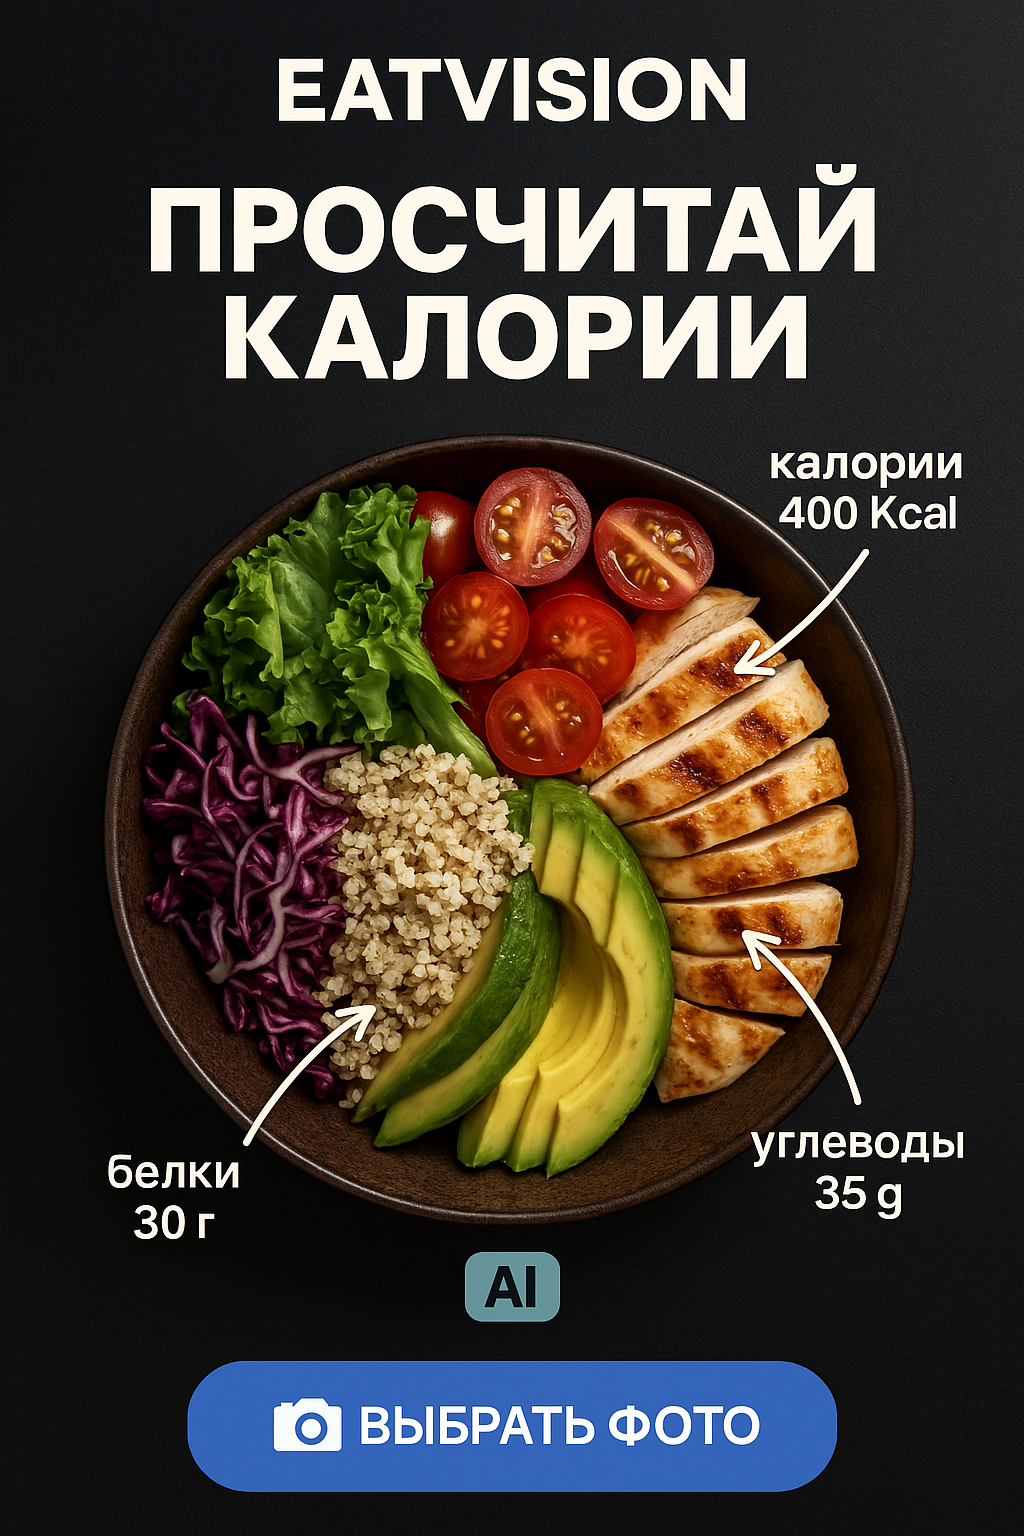 EATVISION
ПРОСЧИТАЙ
КАЛОРИИ
калории
400 Kcal
белки
30 г
углеводы
35 g
AI
ВЫБРАТЬ ФОТО